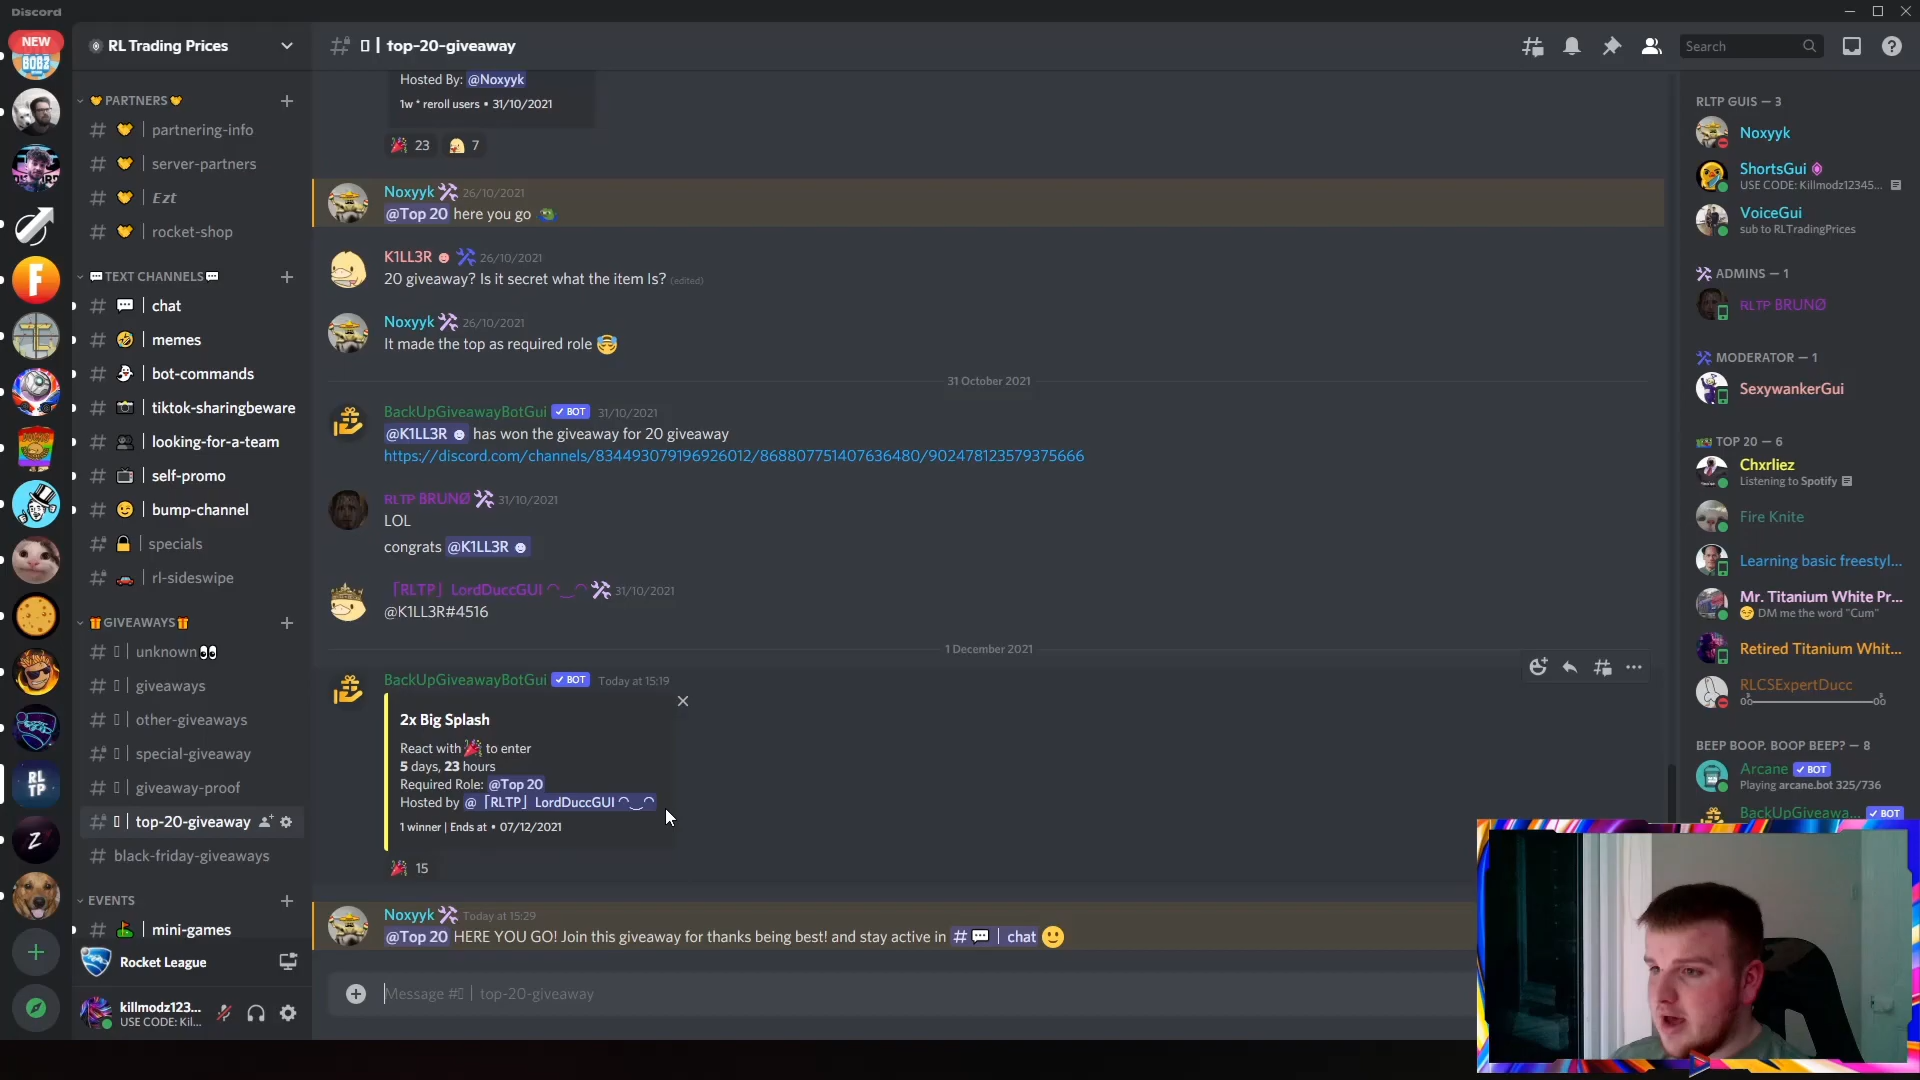 Discord
NEW
RL Trading Prices
PARTNERS
partnering-info
server-partners
Ezt
rocket-shop
TEXT CHANNELS
chat
memes
bot-commands
tiktok-sharingbeware
looking-for-a-team
self-promo
bump-channel
specials
rl-sideswipe
GIVEAWAYS
unknown
giveaways
other-giveaways
special-giveaway
giveaway-proof
top-20-giveaway
black-friday-giveaways
EVENTS
mini-games
Rocket League
killmodz123...
USE CODE: Kil...
RL
TP
| top-20-giveaway
Search
Hosted By: @Noxyyk
1w * reroll users • 31/10/2021
23 7
Noxyyk 26/10/2021
@Top 20 here you go
K1LL3R 26/10/2021
20 giveaway? Is it secret what the item Is? (edited)
Noxyyk 26/10/2021
It made the top as required role
31 October 2021
BackUpGiveawayBotGui BOT 31/10/2021
@K1LL3R has won the giveaway for 20 giveaway
https://discord.com/channels/834493079196926012/868807751407636480/902478123579375666
RLTP BRUNØ 31/10/2021
LOL
congrats @K1LL3R
「RLTP」 LordDuccGUI ◠‿◠ 31/10/2021
@K1LL3R#4516
1 December 2021
BackUpGiveawayBotGui BOT Today at 15:19
2x Big Splash
React with to enter
5 days, 23 hours
Required Role: @Top 20
Hosted by @「RLTP」 LordDuccGUI ◠‿◠
1 winner | Ends at • 07/12/2021
15
Noxyyk Today at 15:29
@Top 20 HERE YOU GO! Join this giveaway for thanks being best! and stay active in # | chat
Message # | top-20-giveaway
RLTP GUIS — 3
Noxyyk
ShortsGui
USE CODE: Killmodz12345...
VoiceGui
sub to RLTradingPrices
ADMINS — 1
RLTP BRUNØ
MODERATOR — 1
SexywankerGui
TOP 20 — 6
Chxrliez
Listening to Spotify
Fire Knite
Learning basic freestyl...
Mr. Titanium White Pr...
DM me the word "Cum"
Retired Titanium Whit...
RLCSExpertDucc
BEEP BOOP. BOOP BEEP? — 8
Arcane BOT
Playing arcane.bot 325/736
BackUpGiveawa... BOT